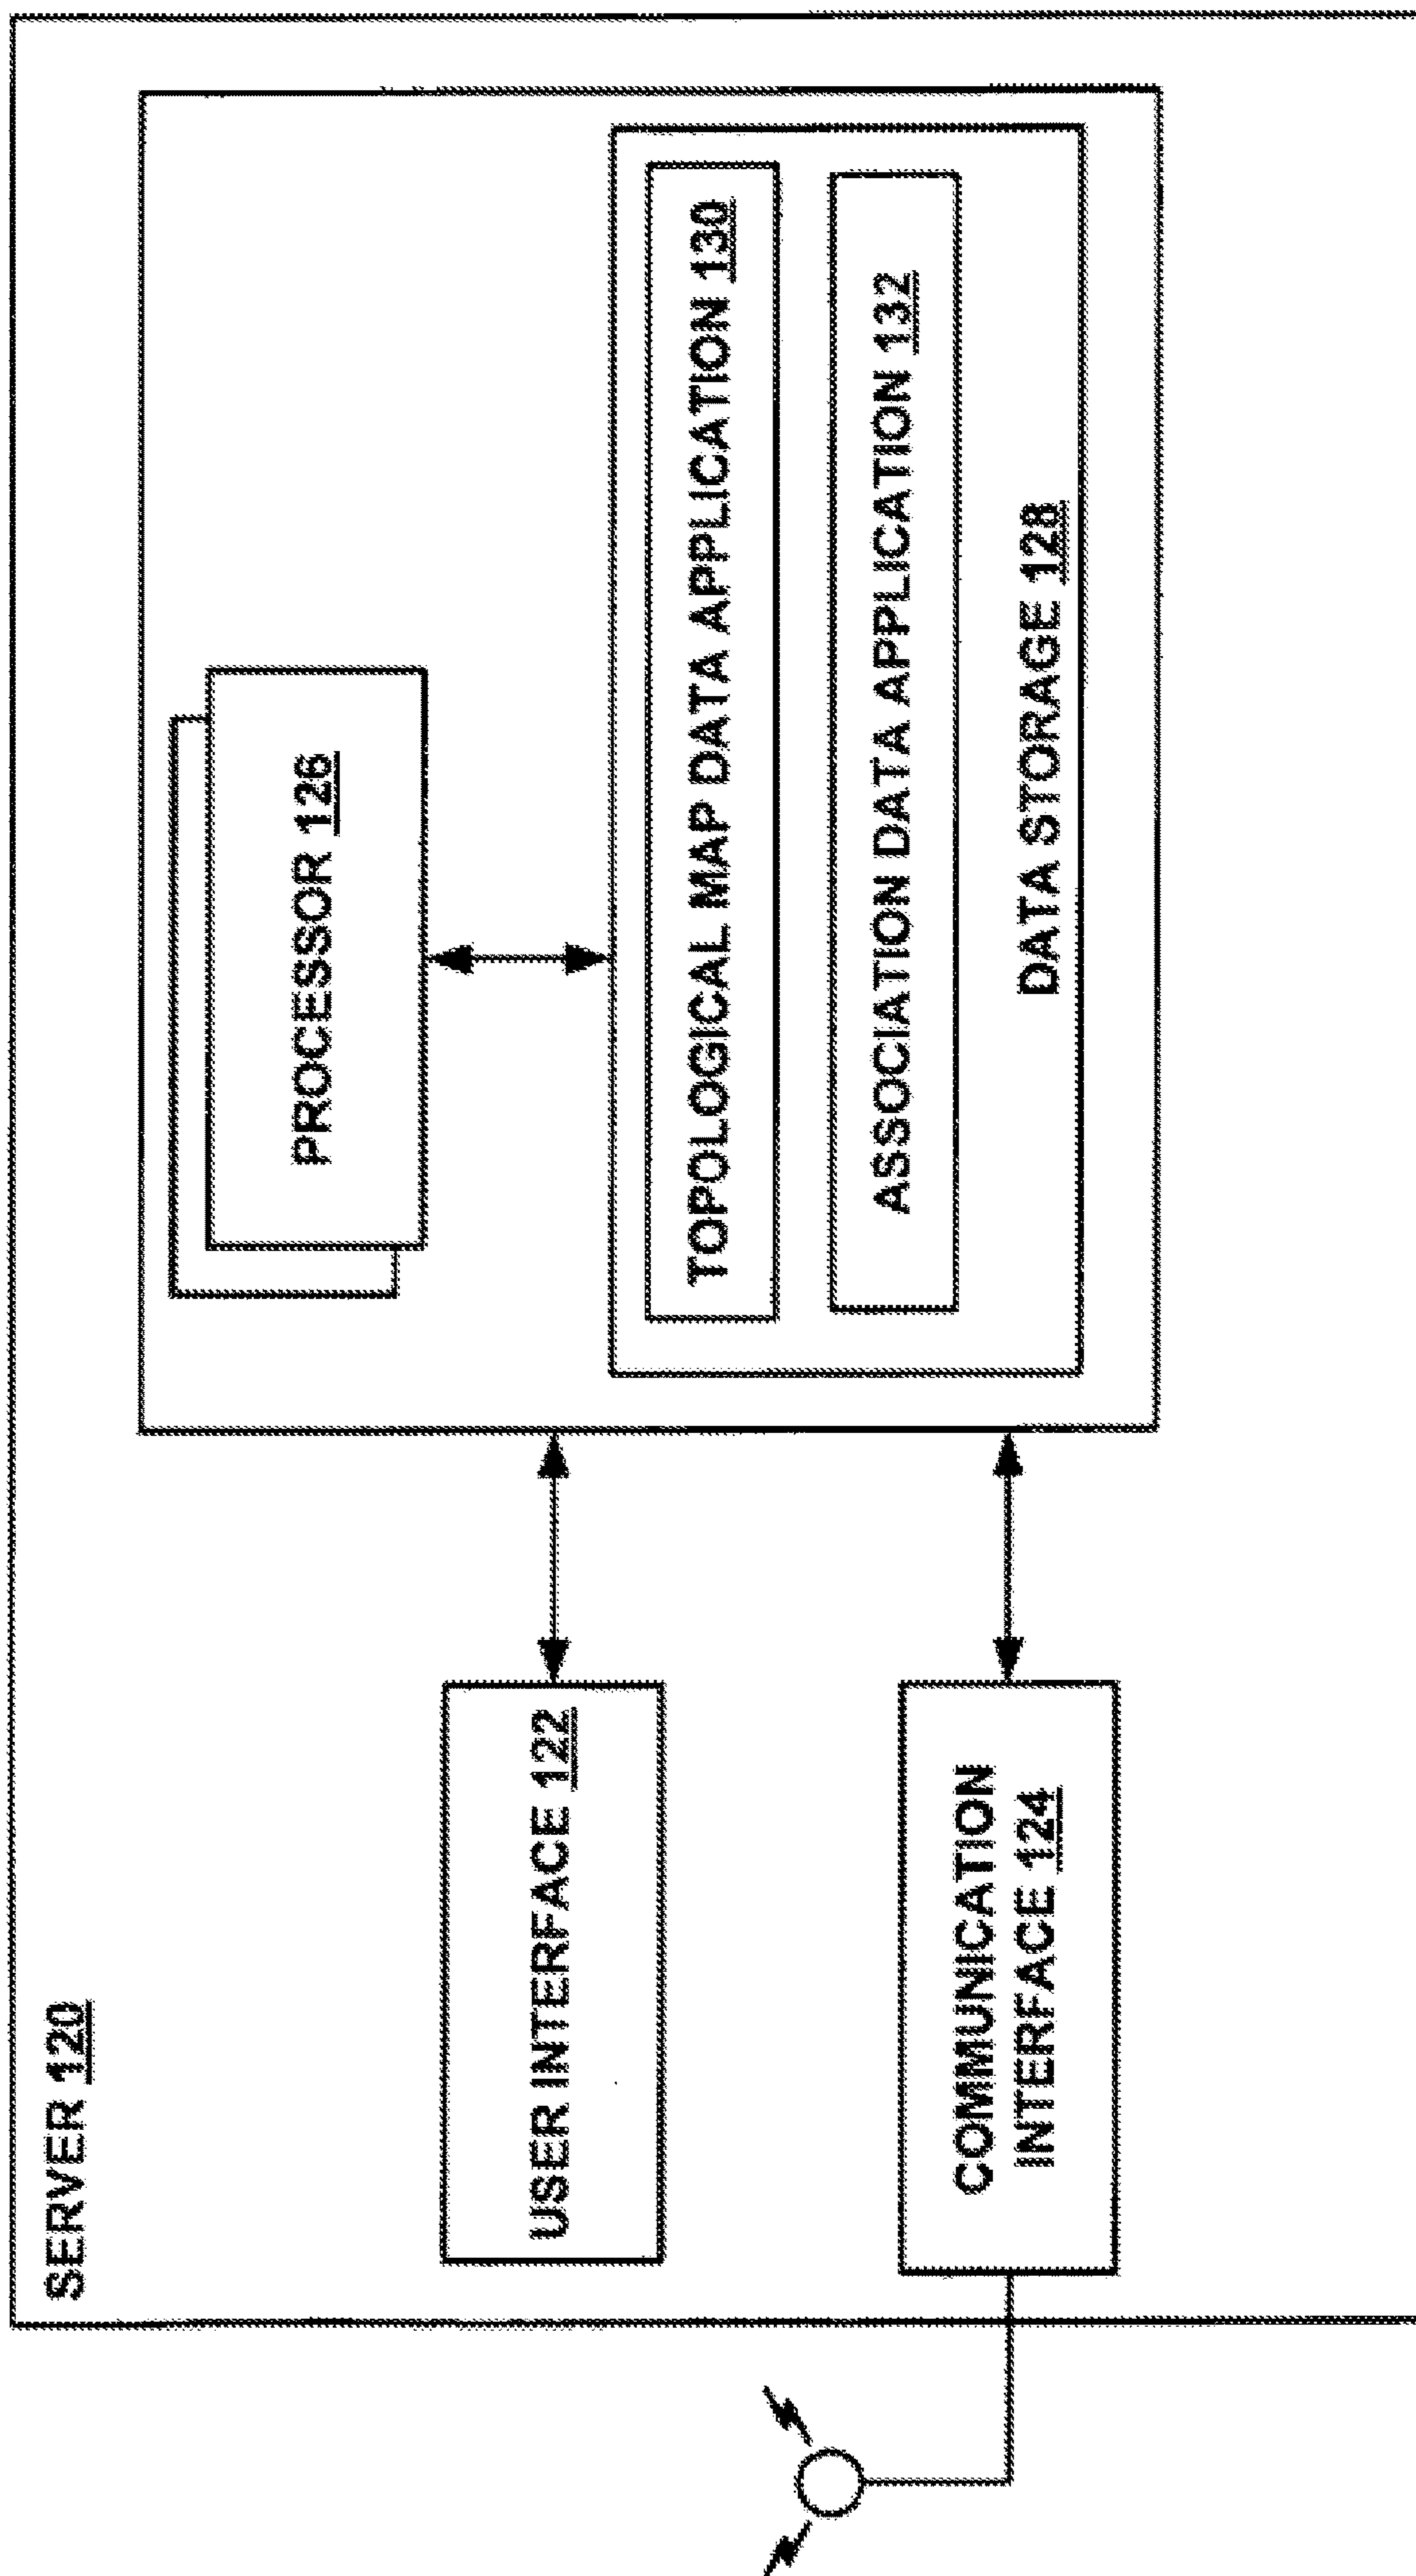 SERVER 120
PROCESSOR 126
USER INTERFACE 122
TOPOLOGICAL MAP DATA APPLICATION 130
ASSOCIATION DATA APPLICATION 132
COMMUNICATION
INTERFACE 124
DATA STORAGE 128